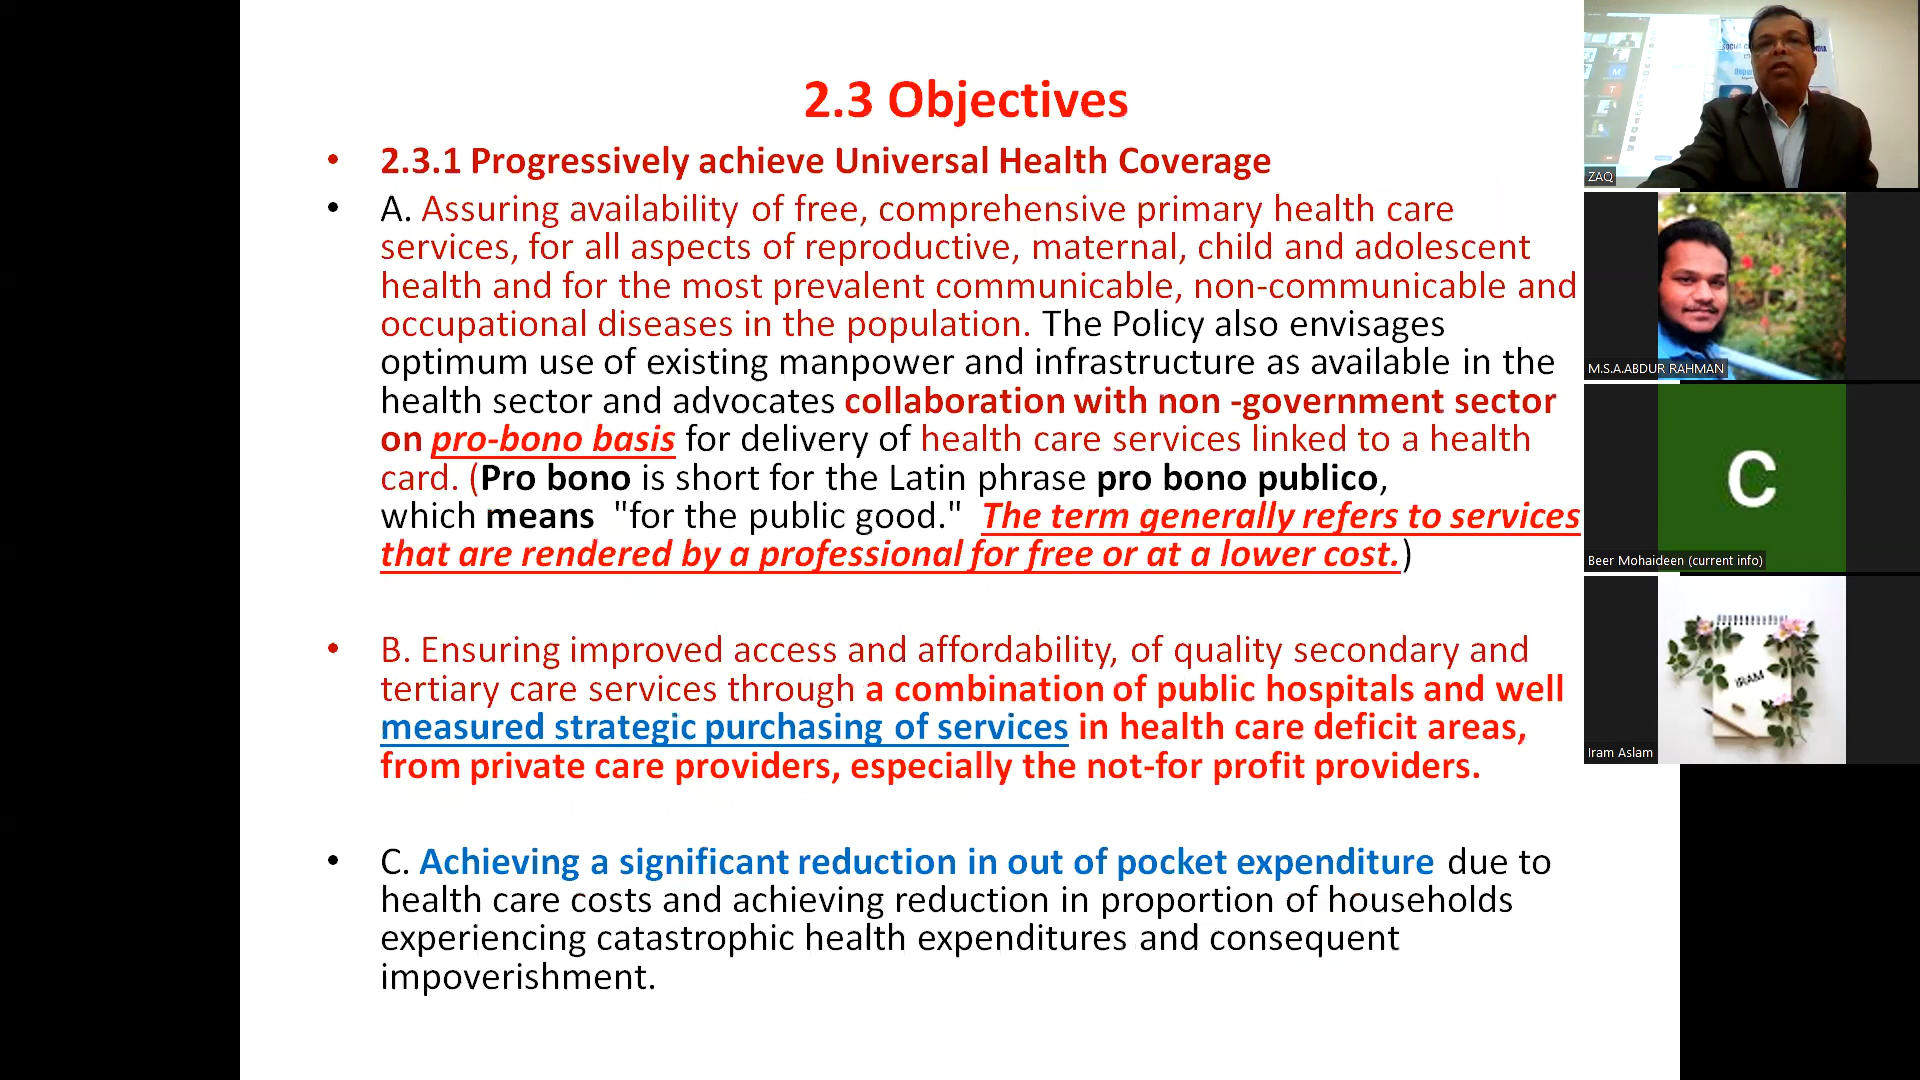 2.3 Objectives
• 2.3.1 Progressively achieve Universal Health Coverage
• A. Assuring availability of free, comprehensive primary health care
services, for all aspects of reproductive, maternal, child and adolescent
health and for the most prevalent communicable, non-communicable and
occupational diseases in the population. The Policy also envisages
optimum use of existing manpower and infrastructure as available in the
health sector and advocates collaboration with non -government sector
on pro-bono basis for delivery of health care services linked to a health
card. (Pro bono is short for the Latin phrase pro bono publico,
which means "for the public good." The term generally refers to services
that are rendered by a professional for free or at a lower cost.)
• B. Ensuring improved access and affordability, of quality secondary and
tertiary care services through a combination of public hospitals and well
measured strategic purchasing of services in health care deficit areas,
from private care providers, especially the not-for profit providers.
• C. Achieving a significant reduction in out of pocket expenditure due to
health care costs and achieving reduction in proportion of households
experiencing catastrophic health expenditures and consequent
impoverishment.
ZAQ
M.S.A.ABDUR RAHMAN
C
Beer Mohaideen (current info)
IRAM
Iram Aslam